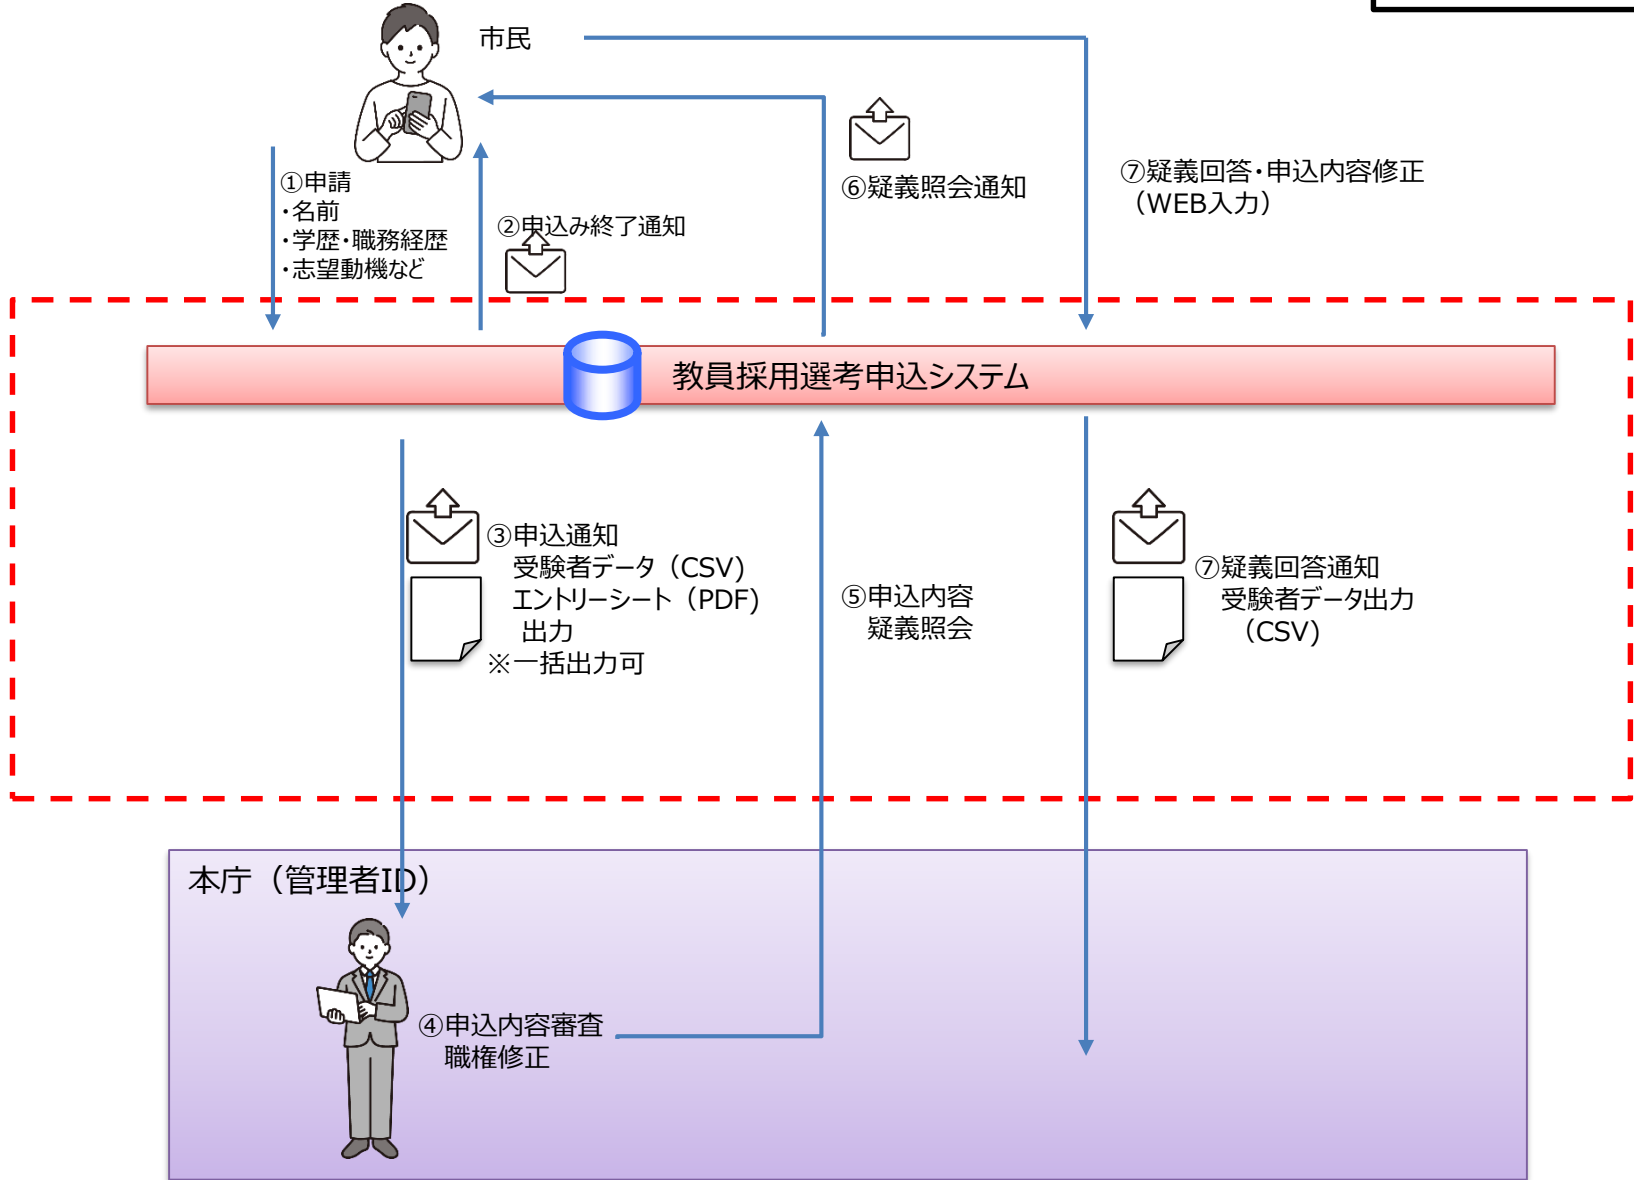 市民
①申請
・名前
・学歴・職務経歴
・志望動機など
②申込み終了通知
⑥疑義照会通知
⑦疑義回答・申込内容修正
（WEB入力）
教員採用選考申込システム
③申込通知
受験者データ（CSV)
エントリーシート（PDF)
出力
※一括出力可
⑤申込内容
疑義照会
⑦疑義回答通知
受験者データ出力
（CSV)
本庁（管理者ID）
④申込内容審査
職権修正